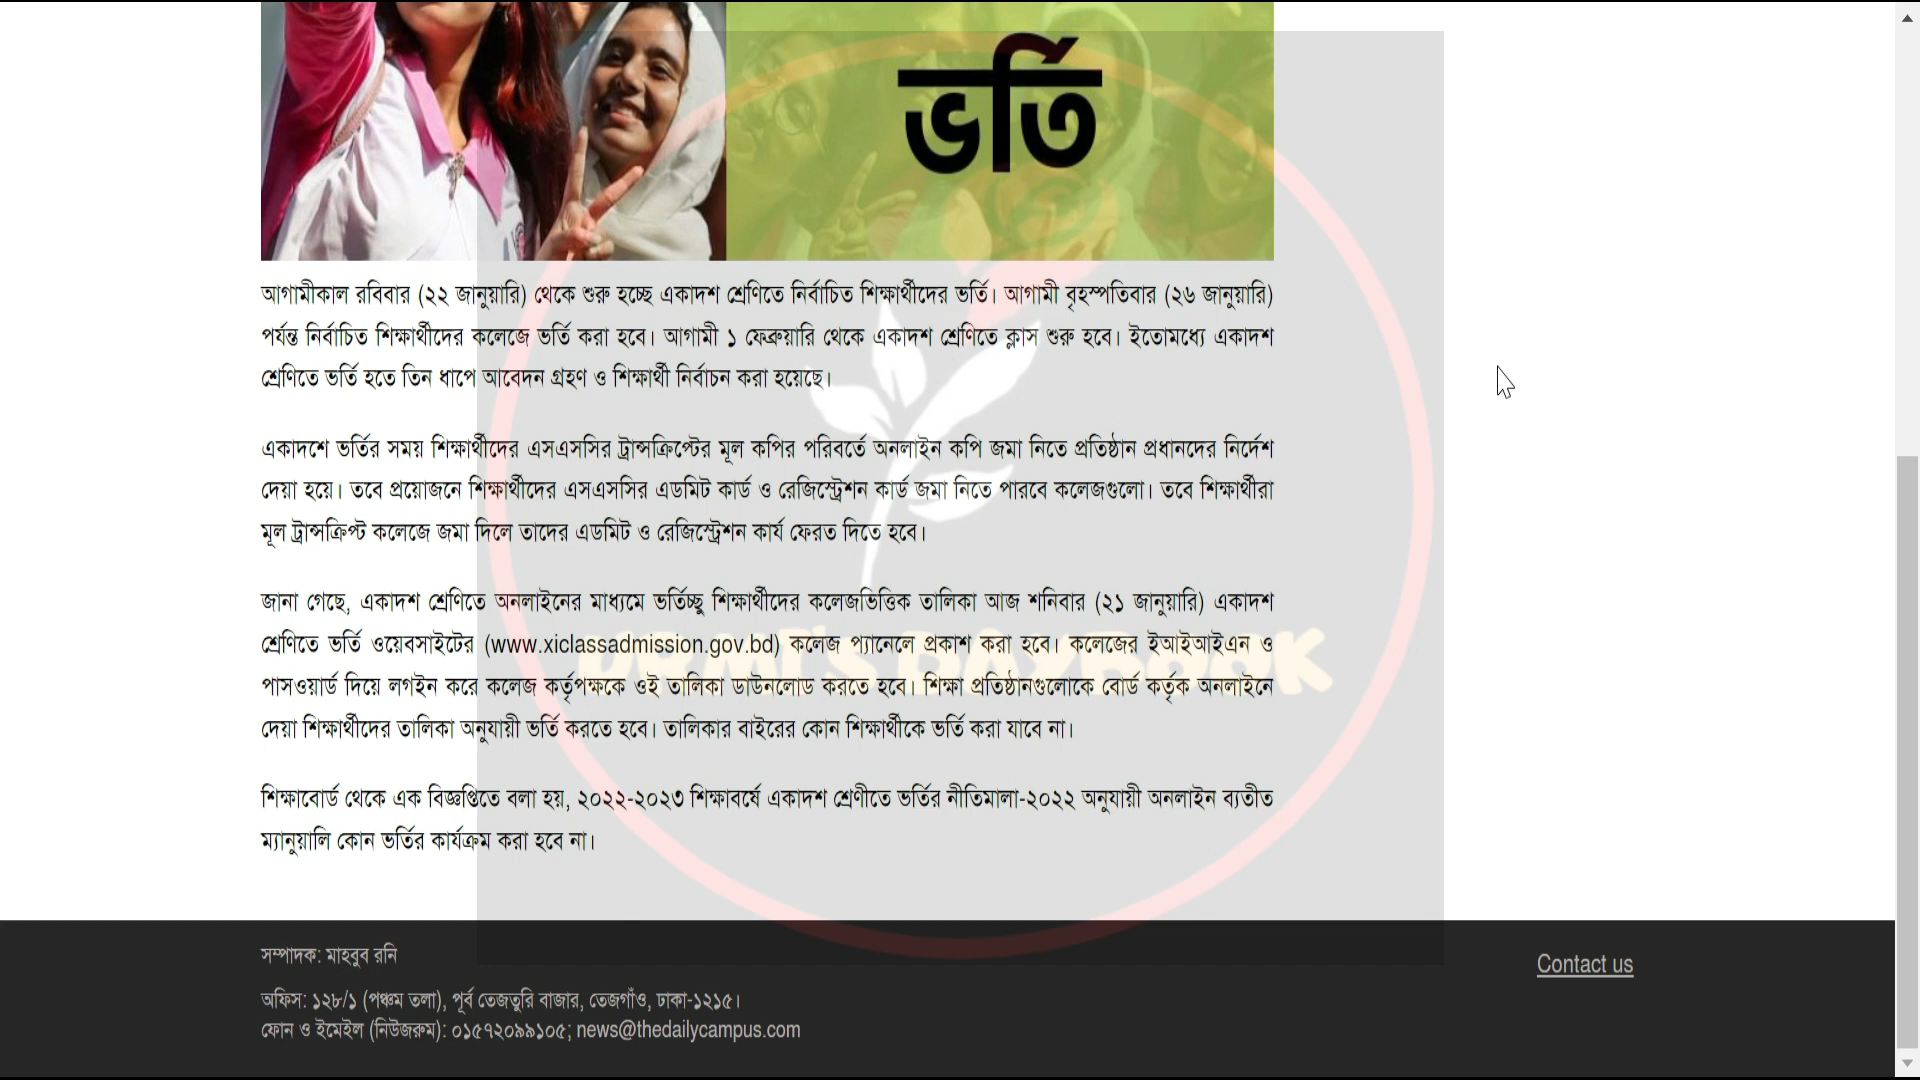 ভর্তি
আগামীকাল রবিবার (২২ জানুয়ারি) থেকে শুরু হচ্ছে একাদশ শ্রেণিতে নির্বাচিত শিক্ষার্থীদের ভর্তি। আগামী বৃহস্পতিবার (২৬ জানুয়ারি)
পর্যন্ত নির্বাচিত শিক্ষার্থীদের কলেজে ভর্তি করা হবে। আগামী ১ ফেব্রুয়ারি থেকে একাদশ শ্রেণিতে ক্লাস শুরু হবে। ইতোমধ্যে একাদশ
শ্রেণিতে ভর্তি হতে তিন ধাপে আবেদন গ্রহণ ও শিক্ষার্থী নির্বাচন করা হয়েছে।
একাদশে ভর্তির সময় শিক্ষার্থীদের এসএসসির ট্রান্সক্রিপ্টের মূল কপির পরিবর্তে অনলাইন কপি জমা নিতে প্রতিষ্ঠান প্রধানদের নির্দেশ
দেয়া হয়ে। তবে প্রয়োজনে শিক্ষার্থীদের এসএসসির এডমিট কার্ড ও রেজিস্ট্রেশন কার্ড জমা নিতে পারবে কলেজগুলো। তবে শিক্ষার্থীরা
মূল ট্রান্সক্রিপ্ট কলেজে জমা দিলে তাদের এডমিট ও রেজিস্ট্রেশন কার্য ফেরত দিতে হবে।
জানা গেছে, একাদশ শ্রেণিতে অনলাইনের মাধ্যমে ভর্তিচ্ছু শিক্ষার্থীদের কলেজভিত্তিক তালিকা আজ শনিবার (২১ জানুয়ারি) একাদশ
শ্রেণিতে ভর্তি ওয়েবসাইটের (www.xiclassadmission.gov.bd) কলেজ প্যানেলে প্রকাশ করা হবে। কলেজের ইআইআইএন ও
পাসওয়ার্ড দিয়ে লগইন করে কলেজ কর্তৃপক্ষকে ওই তালিকা ডাউনলোড করতে হবে। শিক্ষা প্রতিষ্ঠানগুলোকে বোর্ড কর্তৃক অনলাইনে
দেয়া শিক্ষার্থীদের তালিকা অনুযায়ী ভর্তি করতে হবে। তালিকার বাইরের কোন শিক্ষার্থীকে ভর্তি করা যাবে না।
URMI'S DAYBOOK
শিক্ষাবোর্ড থেকে এক বিজ্ঞপ্তিতে বলা হয়, ২০২২-২০২৩ শিক্ষাবর্ষে একাদশ শ্রেণীতে ভর্তির নীতিমালা-২০২২ অনুযায়ী অনলাইন ব্যতীত
ম্যানুয়ালি কোন ভর্তির কার্যক্রম করা হবে না।
সম্পাদক: মাহবুব রনি
Contact us
অফিস: ১২৮/১ (পঞ্চম তলা), পূর্ব তেজতুরি বাজার, তেজগাঁও, ঢাকা-১২১৫।
ফোন ও ইমেইল (নিউজরুম): ০১৫৭২০৯৯১০৫; news@thedailycampus.com